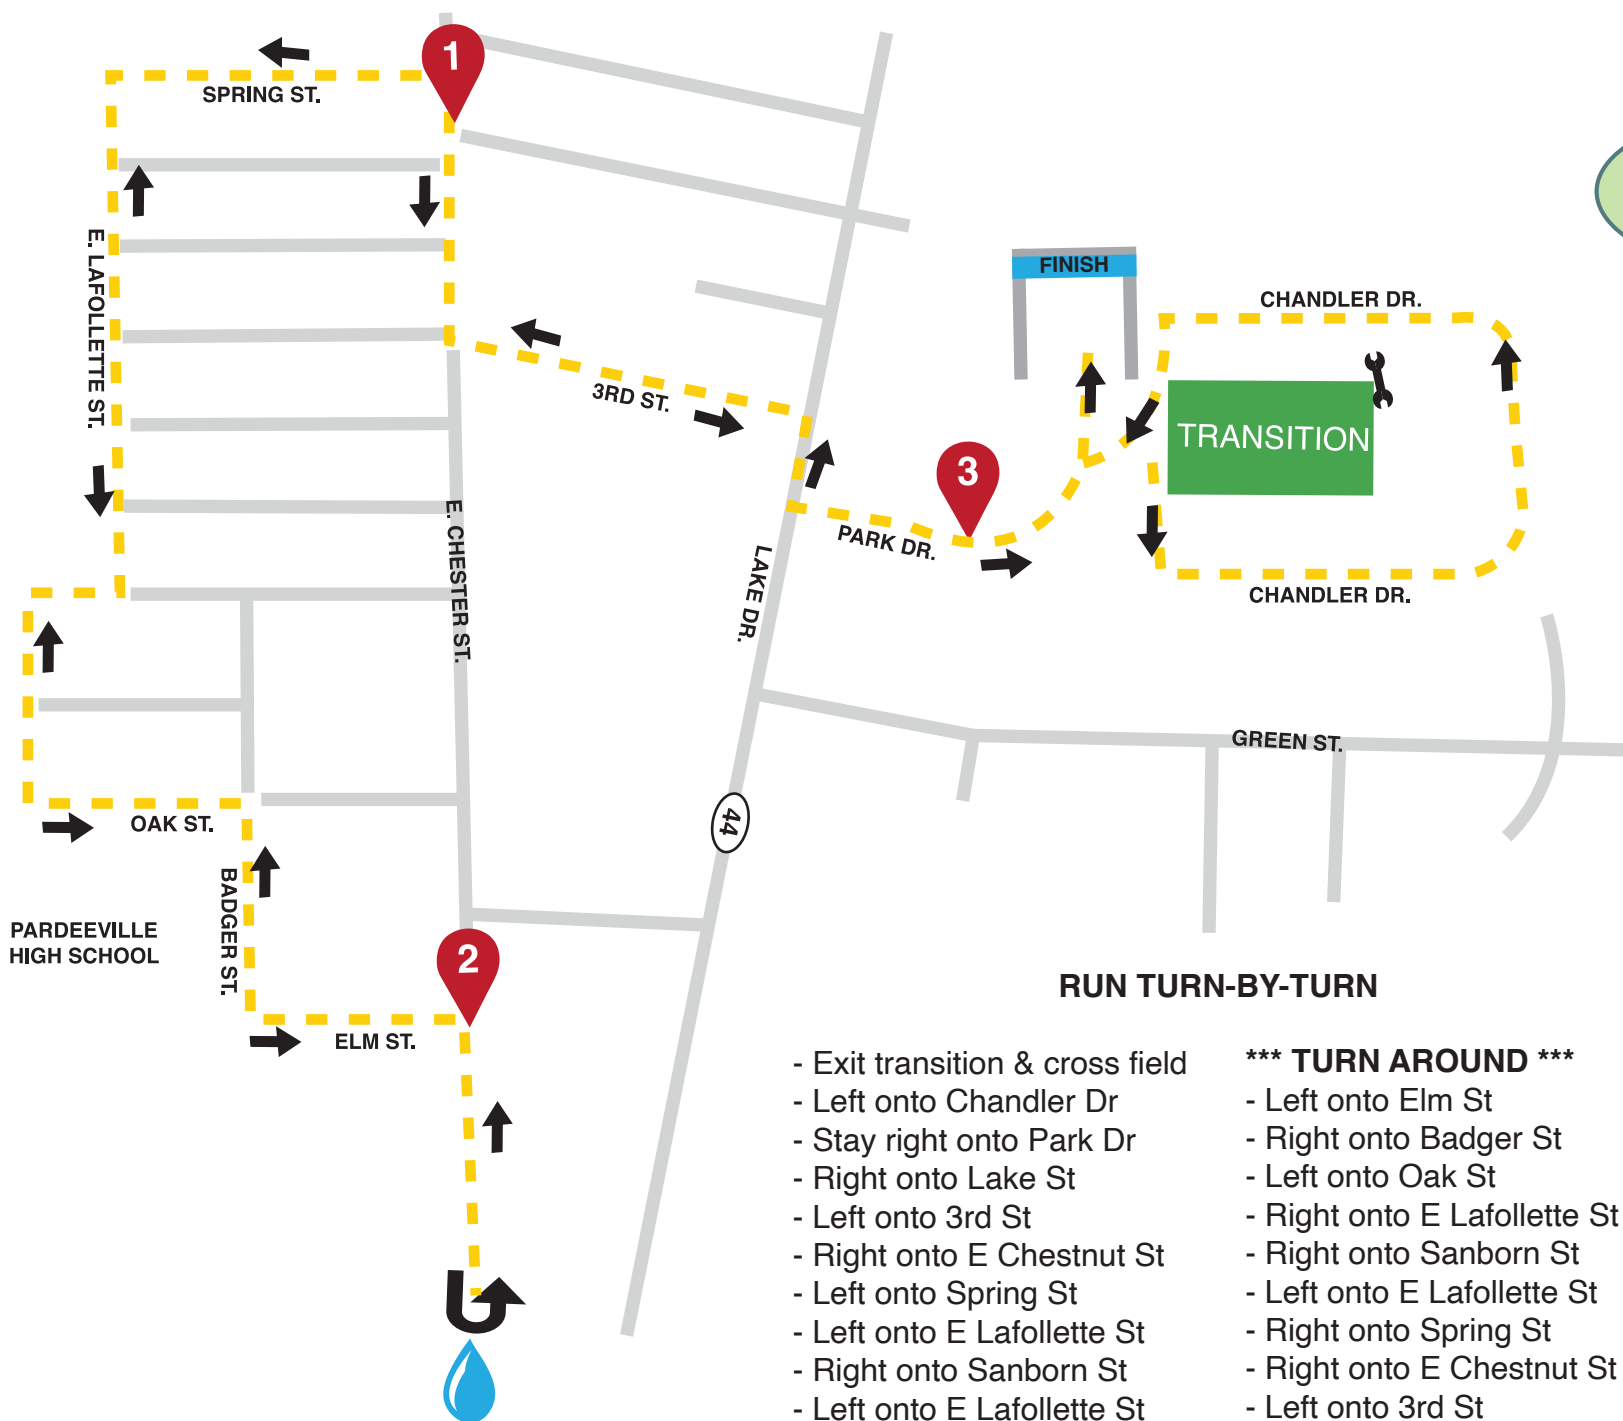 1
SPRING ST.
E. LAFOLLETTE ST.
FINISH
CHANDLER DR.
3RD ST.
TRANSITION
3
PARK DR.
E. CHESTER ST.
LAKE DR.
CHANDLER DR.
GREEN ST.
OAK ST.
44
BADGER ST.
PARDEEVILLE
HIGH SCHOOL
2
ELM ST.
RUN TURN-BY-TURN
- Exit transition & cross field
- Left onto Chandler Dr
- Stay right onto Park Dr
- Right onto Lake St
- Left onto 3rd St
- Right onto E Chestnut St
- Left onto Spring St
- Left onto E Lafollette St
- Right onto Sanborn St
- Left onto E Lafollette St
*** TURN AROUND ***
- Left onto Elm St
- Right onto Badger St
- Left onto Oak St
- Right onto E Lafollette St
- Right onto Sanborn St
- Left onto E Lafollette St
- Right onto Spring St
- Right onto E Chestnut St
- Left onto 3rd St